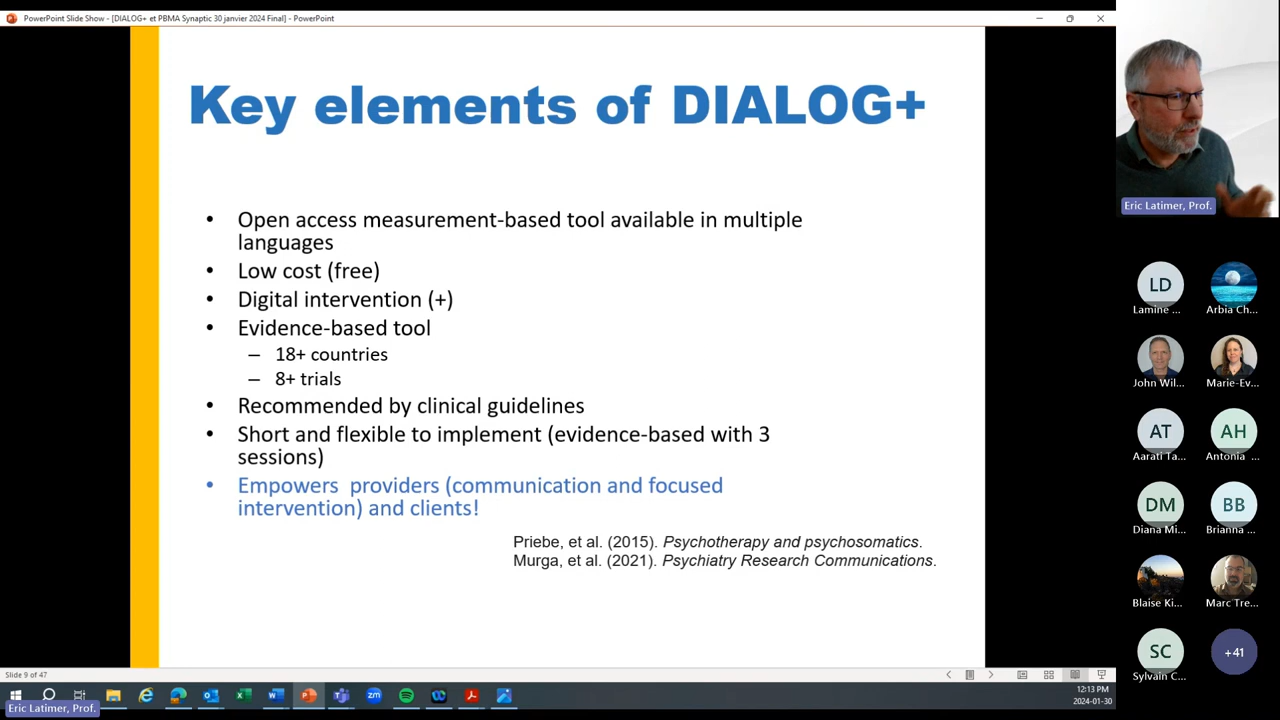 PowerPoint Slide Show - [DIALOG+ et PBMA Synaptic 30 janvier 2024 Final] - PowerPoint
Key elements of DIALOG+
• Open access measurement-based tool available in multiple
languages
• Low cost (free)
• Digital intervention (+)
• Evidence-based tool
– 18+ countries
– 8+ trials
• Recommended by clinical guidelines
• Short and flexible to implement (evidence-based with 3
sessions)
• Empowers  providers (communication and focused
intervention) and clients!
Priebe, et al. (2015). Psychotherapy and psychosomatics.
Murga, et al. (2021). Psychiatry Research Communications.
Slide 9 of 47
12:13 PM
2024-01-30
Eric Latimer, Prof.
Eric Latimer, Prof.
LD
Lamine ...
Arbia Ch...
John Wil...
Marie-Ev...
AT
AH
Aarati Ta...
Antonia ...
DM
BB
Diana Mi...
Brianna ...
Blaise Ki...
Marc Tre...
SC
+41
Sylvain C...